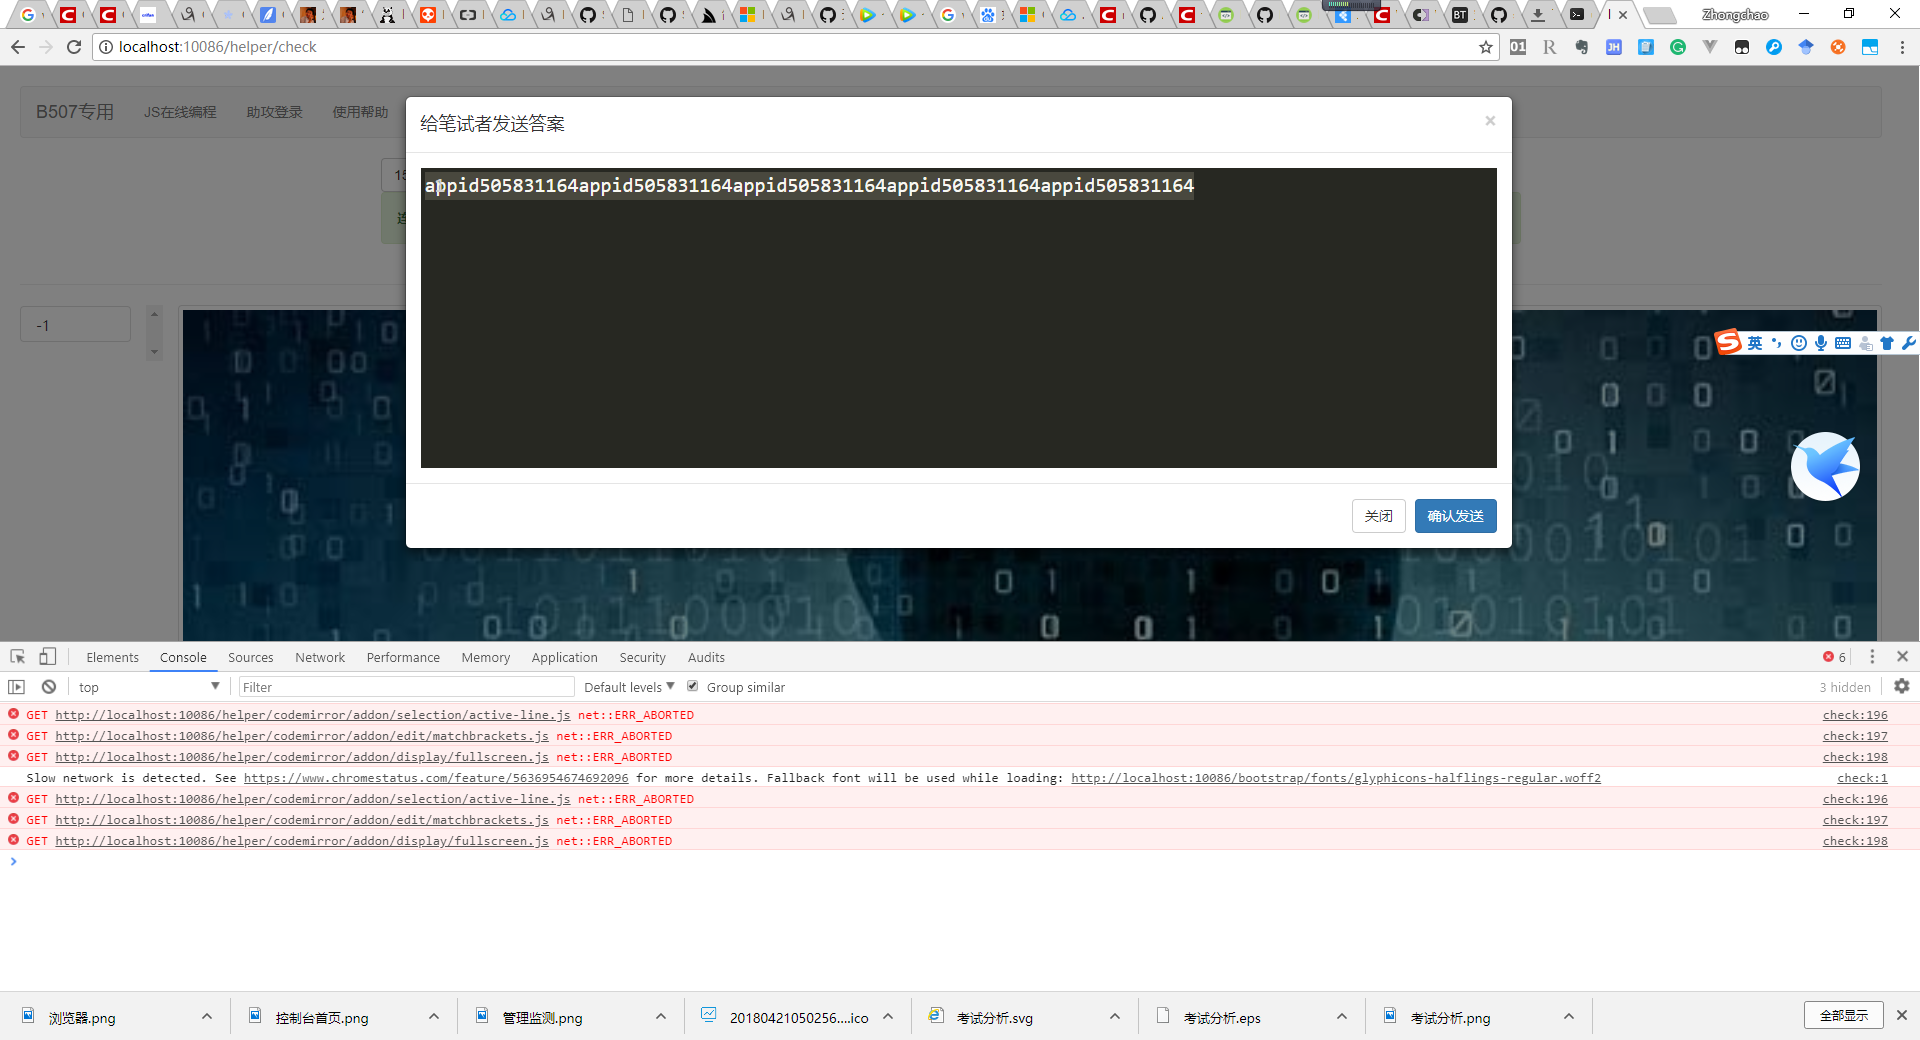 Zhongchao
localhost:10086/helper/check
B507专用 JS在线编程 助攻登录 使用帮助
给笔试者发送答案
×
appid505831164appid505831164appid505831164appid505831164appid505831164
-1
英
关闭 确认发送
Elements Console Sources Network Performance Memory Application Security Audits 6
top Filter Default levels Group similar 3 hidden
GET http://localhost:10086/helper/codemirror/addon/selection/active-line.js net::ERR_ABORTED check:196
GET http://localhost:10086/helper/codemirror/addon/edit/matchbrackets.js net::ERR_ABORTED check:197
GET http://localhost:10086/helper/codemirror/addon/display/fullscreen.js net::ERR_ABORTED check:198
Slow network is detected. See https://www.chromestatus.com/feature/5636954674692096 for more details. Fallback font will be used while loading: http://localhost:10086/bootstrap/fonts/glyphicons-halflings-regular.woff2 check:1
GET http://localhost:10086/helper/codemirror/addon/selection/active-line.js net::ERR_ABORTED check:196
GET http://localhost:10086/helper/codemirror/addon/edit/matchbrackets.js net::ERR_ABORTED check:197
GET http://localhost:10086/helper/codemirror/addon/display/fullscreen.js net::ERR_ABORTED check:198
浏览器.png 控制台首页.png 管理监测.png 20180421050256....ico 考试分析.svg 考试分析.eps 考试分析.png 全部显示